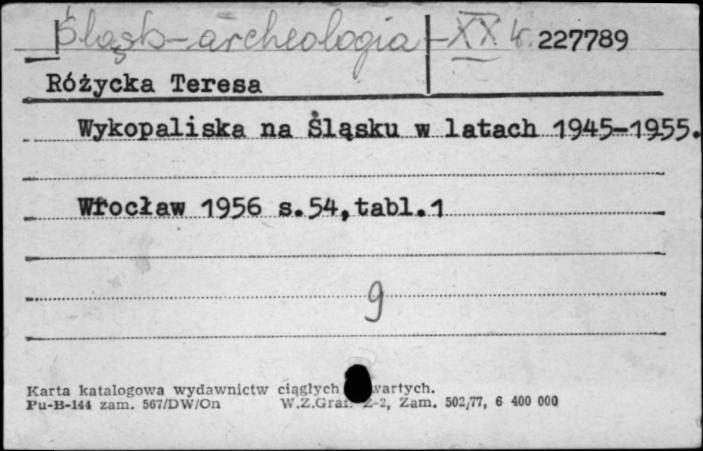 Śląsk - archeologia - XX w. 227789
Różycka Teresa
Wykopaliska na Śląsku w latach 1945-1955.
Wrocław 1956 s.54,tabl.1
9
Karta katalogowa wydawnictw ciągłych wartych.
Pu-B-144 zam. 567/DW/On W.Z.Graf. Z-2, Zam. 502/77, 6 400 000